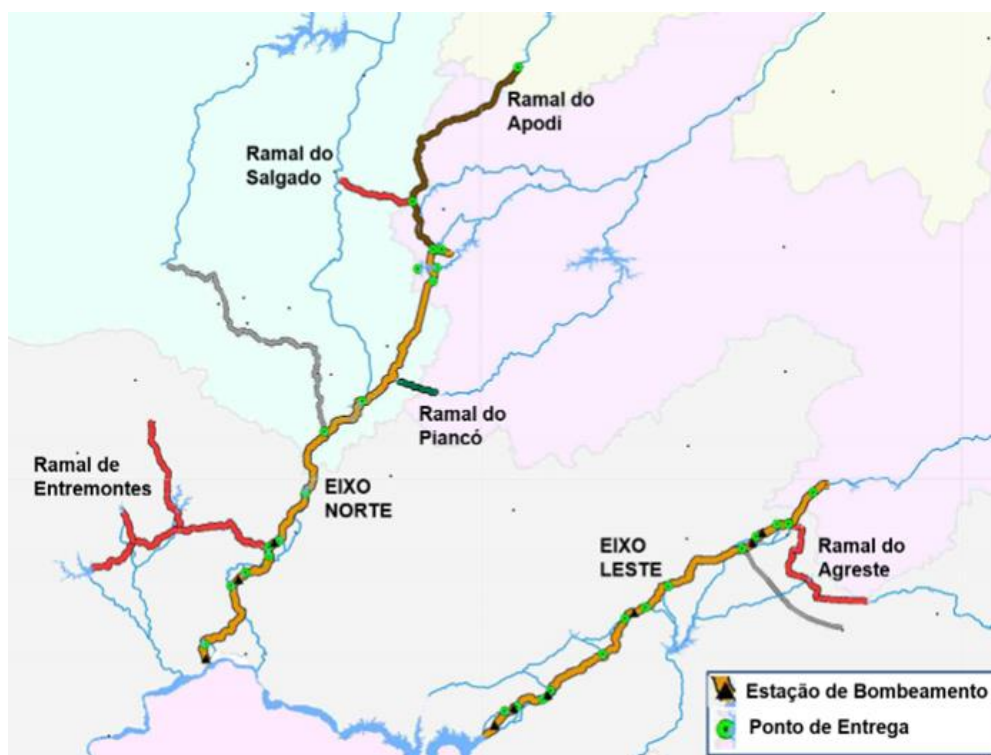 Ramal do
Apodi
Ramal do
Salgado
Ramal do
Piancó
Ramal de
Entremontes
EIXO
NORTE
EIXO
LESTE
Ramal do
Agreste
Estação de Bombeamento
Ponto de Entrega